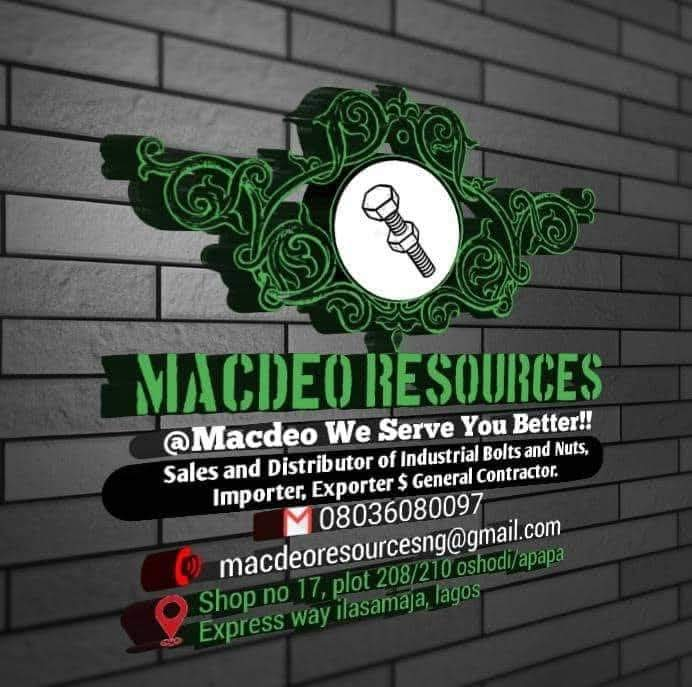 MACDEO RESOURCES
@Macdeo We Serve You Better!!
Sales and Distributor of Industrial Bolts and Nuts,
Importer, Exporter $ General Contractor.
08036080097
macdeoresourcesng@gmail.com
Shop no 17, plot 208/210 oshodi/apapa
Express way ilasamaja, lagos